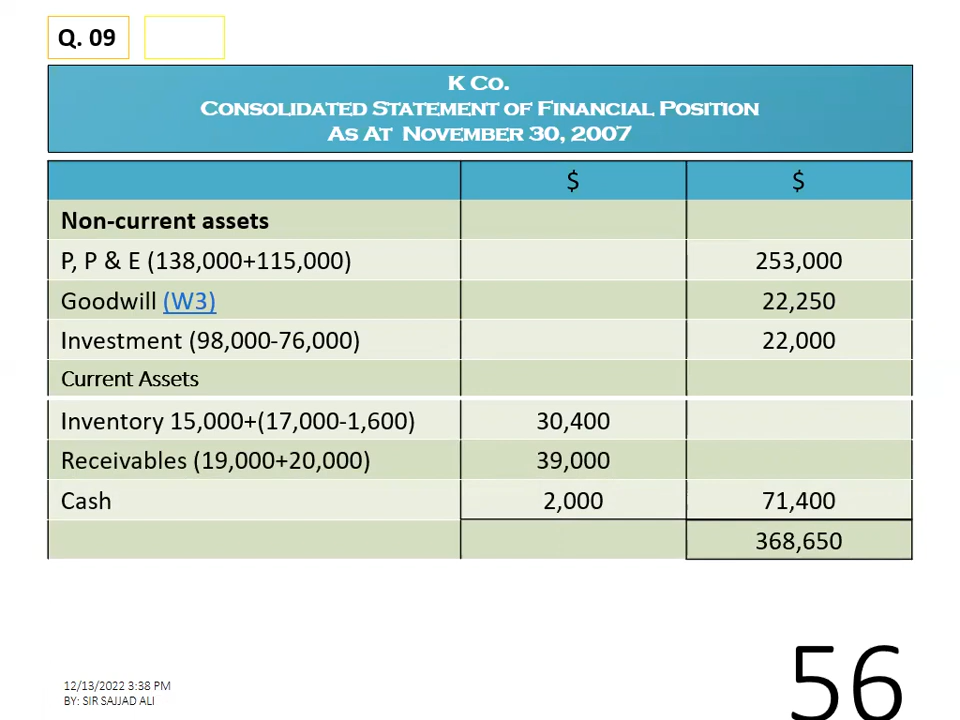 Q. 09
K Co.
Consolidated Statement of Financial Position
As At November 30, 2007
$ $
Non-current assets
P, P & E (138,000+115,000) 253,000
Goodwill (W3) 22,250
Investment (98,000-76,000) 22,000
Current Assets
Inventory 15,000+(17,000-1,600) 30,400
Receivables (19,000+20,000) 39,000
Cash 2,000 71,400
368,650
12/13/2022 3:38 PM
BY: SIR SAJJAD ALI
56